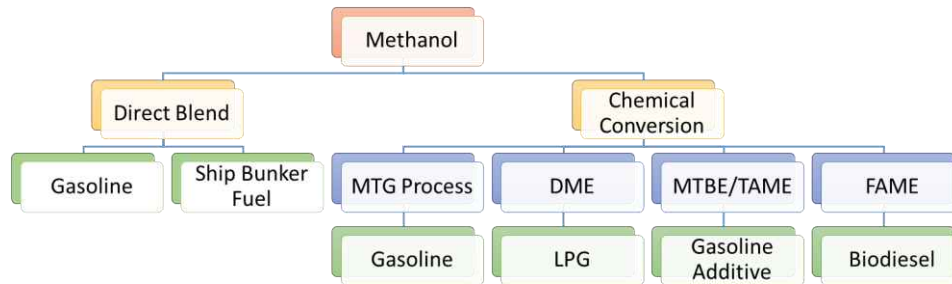 Methanol
Direct Blend
Chemical
Conversion
Gasoline
Ship Bunker
Fuel
MTG Process
DME
MTBE/TAME
FAME
Gasoline
LPG
Gasoline
Additive
Biodiesel